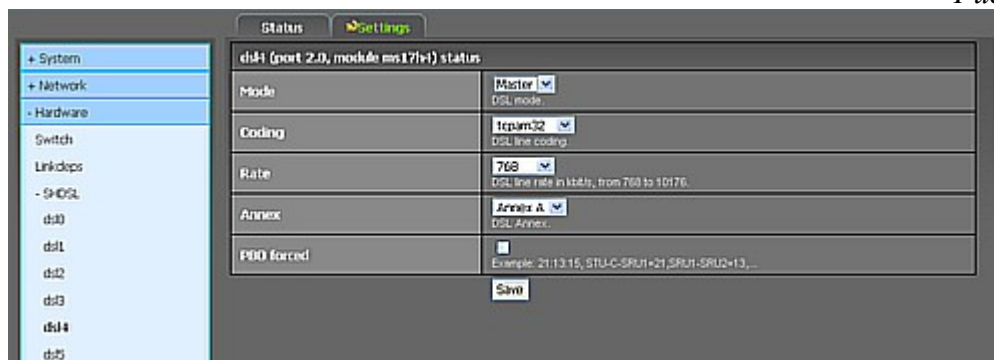 Status
Settings
+ System
+ Network
- Hardware
Switch
Linkdeps
- SHDSL
dsl0
dsl1
dsl2
dsl3
dsl4
dsl5
dsl4 (port 2.0, module ms17lv4) status
Mode
Master
DSL mode.
Coding
tcpam32
DSL line coding.
Rate
768
DSL line rate in kbit/s, from 768 to 10176.
Annex
Annex A
DSL Annex.
PBO forced
Example: 21:13:15, STU-C-SRU1=21,SRU1-SRU2=13,...
Save